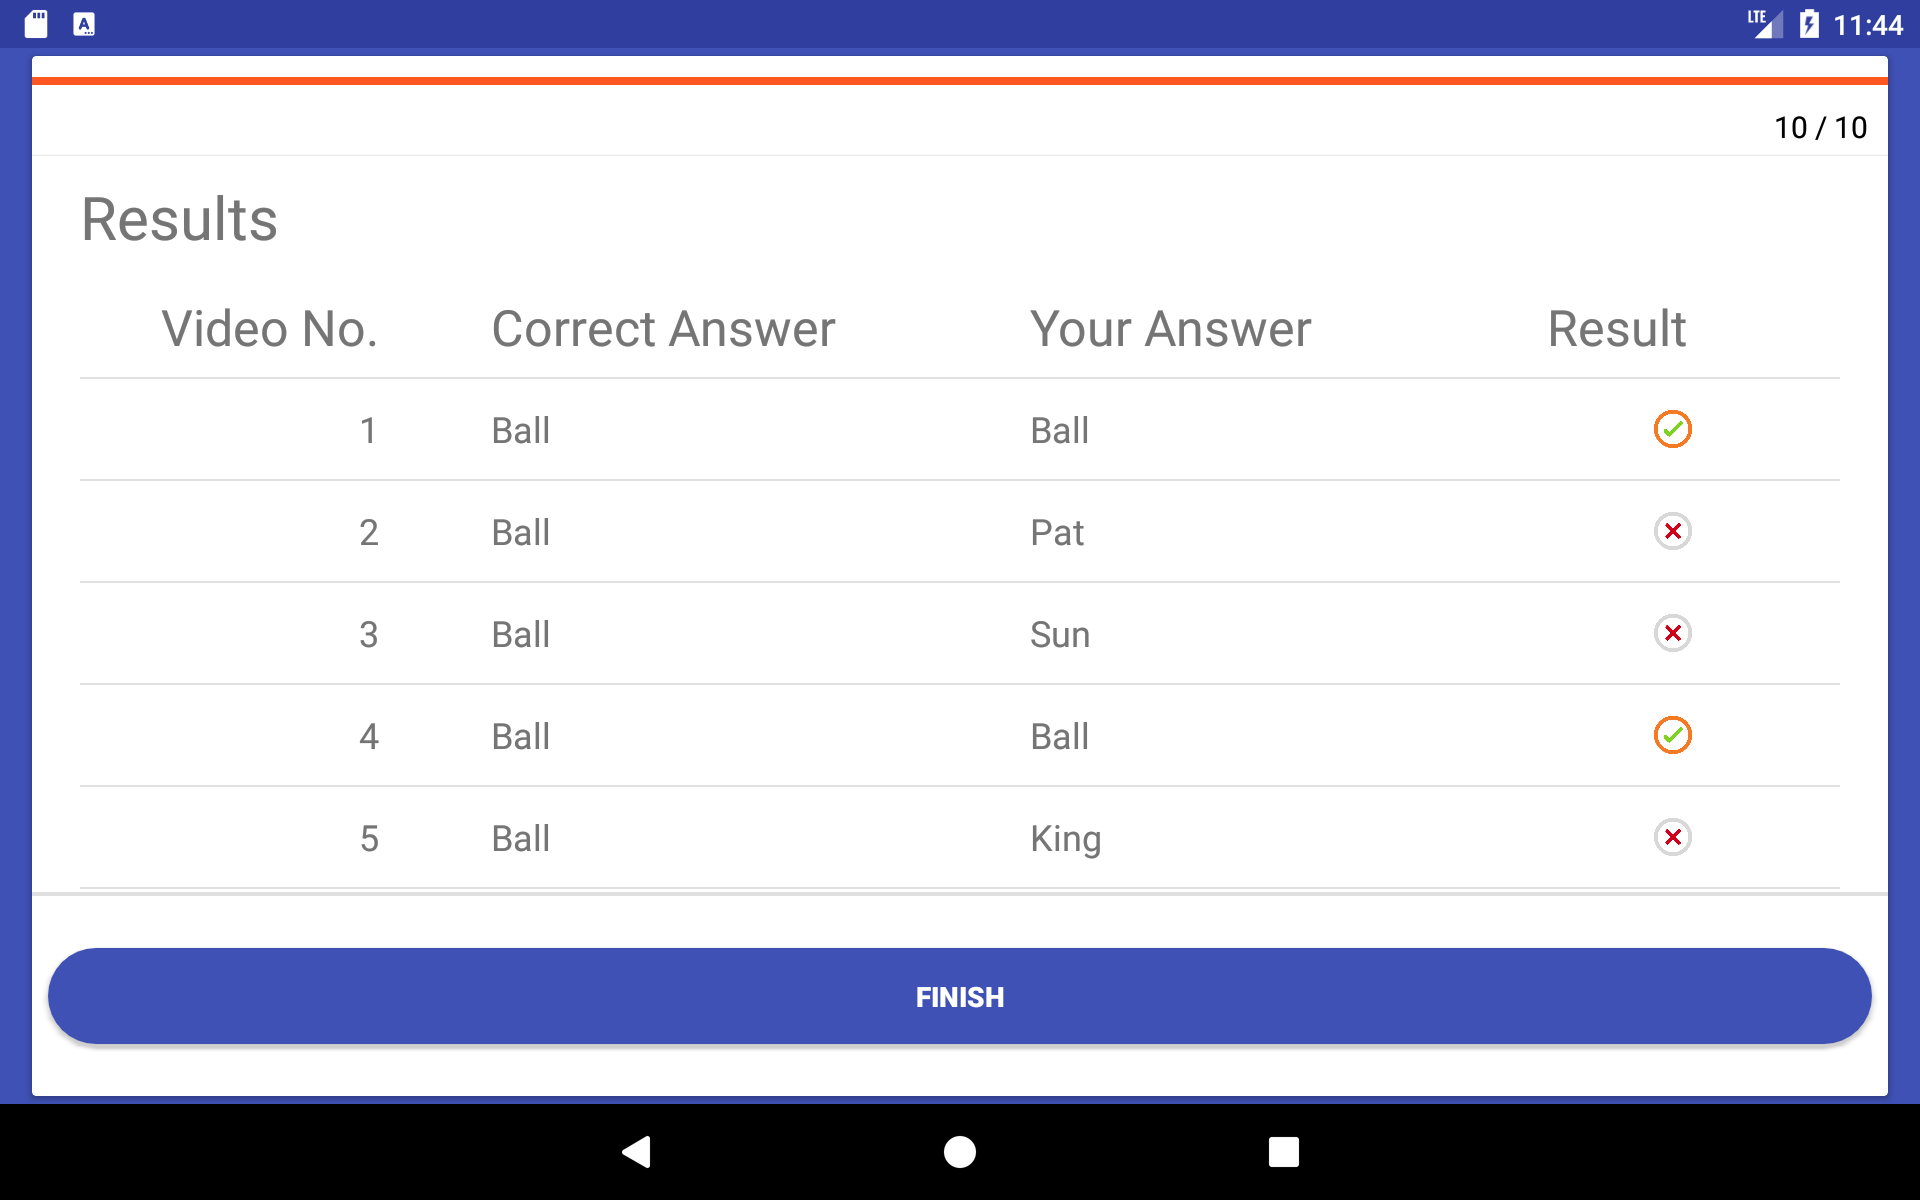 LTE 11:44
10 / 10
Results
Video No. Correct Answer Your Answer Result
1 Ball Ball
2 Ball Pat
3 Ball Sun
4 Ball Ball
5 Ball King
FINISH